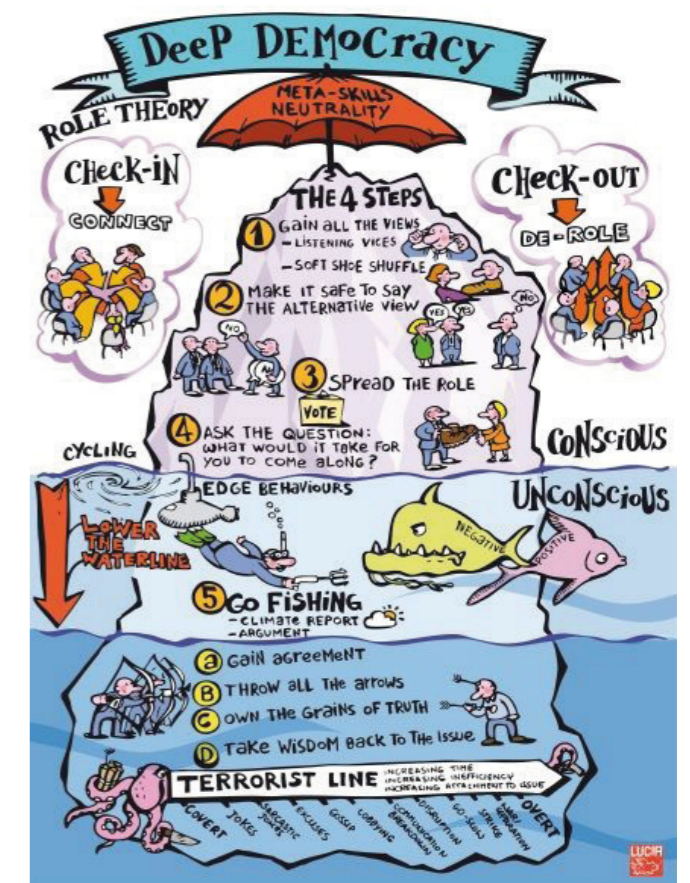 DeeP DEMOCracy
META-SKILLS
NEUTRALITY
ROLE THEORY
CHecK-iN
CONNECT
CHecK-OUT
DE-ROLE
THE 4 STEPS
1 GaiN aLL THE VIEWS
- LISTENING VICES
- SOFT SHOE SHUFFLE
2 MaKE iT SaFe To SaY
THE ALTERNaTiVe View
YES
YES
NO
NO
3 SPReaD THE ROLE
VOTE
4 ASK THE QUESTION:
WHaT WOULD iT TaKe FOR
YOU TO COMe aLONG?
CYCLING
CONSCiOUS
UNCONSCiOUS
EDGE BEHaViOURS
LOWER
THE
WATERLINE
NEGATIVE
POSITIVE
5 GO FiSHiNG
- CLIMATE REPORT
- ARGUMENT
a GaiN agReeMeNT
B THROW aLL THe aRROWS
C OWN THe GRaiNS OF TRUTH
D TaKe WiSDOM BacK To THe issue
TERRORIST LINE
INCREASING TIME
INCREASING INEFFICIENCY
INCREASING ATTACHMENT TO ISSUE
COVERT
JOKES
SARCASTIC
JOKES
EXCUSES
GOSSIP
LOBBYING
COMMUNICATION
BREAKDOWN
DISRUPTION
GO-SLOW
STRIKE
WAR/
SEPARATION
OVERT
LUCIA